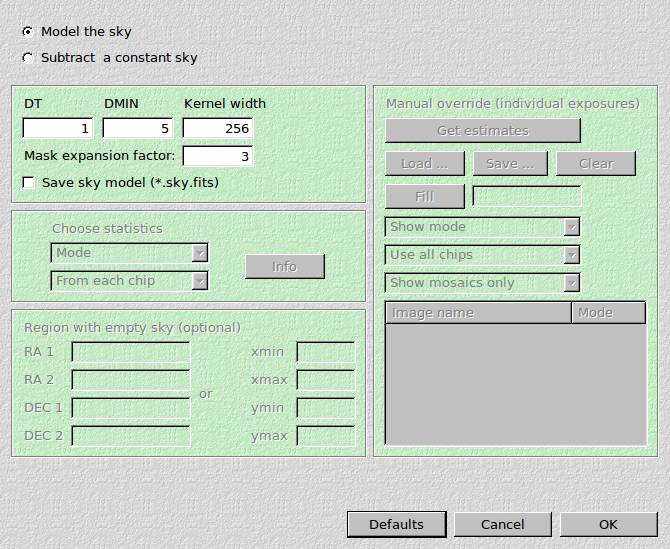 Model the sky
Subtract a constant sky
DT DMIN Kernel width
1 5 256
Mask expansion factor: 3
Save sky model (*.sky.fits)
Choose statistics
Mode
From each chip
Info
Region with empty sky (optional)
RA 1 xmin
RA 2 xmax
or
DEC 1 ymin
DEC 2 ymax
Manual override (individual exposures)
Get estimates
Load ... Save ... Clear
Fill
Show mode
Use all chips
Show mosaics only
Image name Mode
Defaults Cancel OK